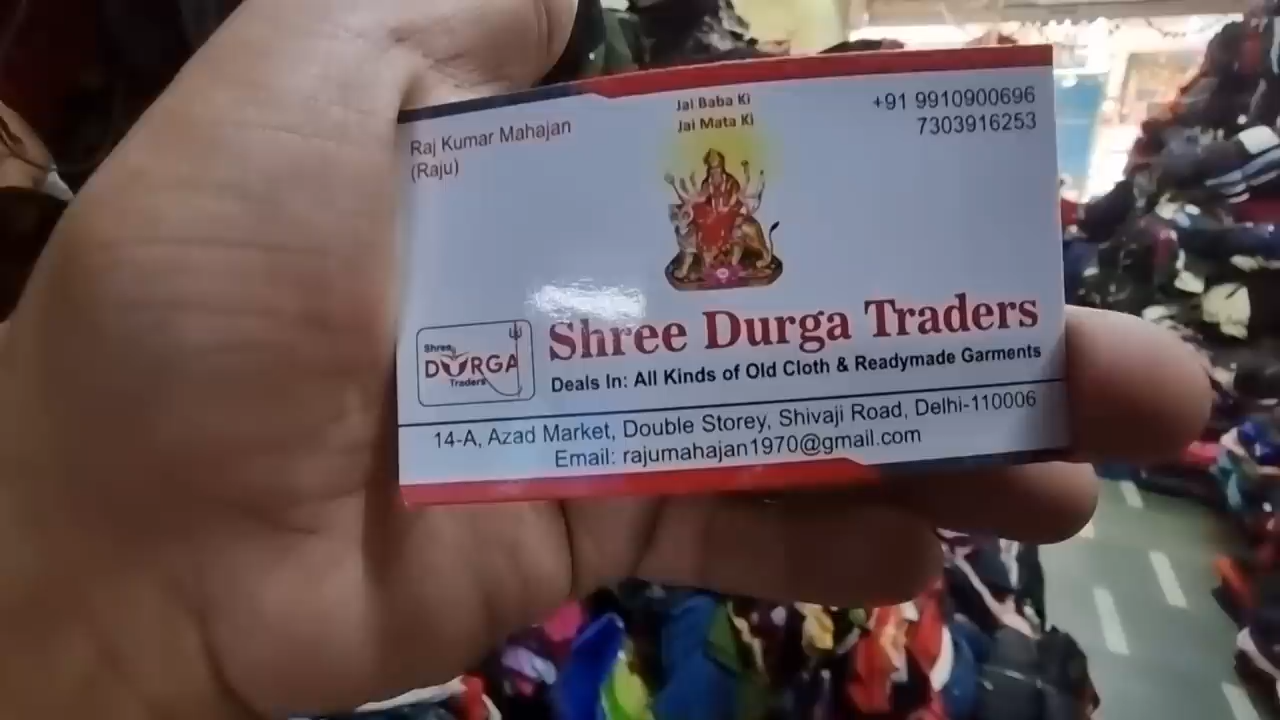 Raj Kumar Mahajan
(Raju)
Jai Baba Ki
Jai Mata Ki
+91 9910900696
7303916253
Shree
DURGA
Traders
Shree Durga Traders
Deals In: All Kinds of Old Cloth & Readymade Garments
14-A, Azad Market, Double Storey, Shivaji Road, Delhi-110006
Email: rajumahajan1970@gmail.com